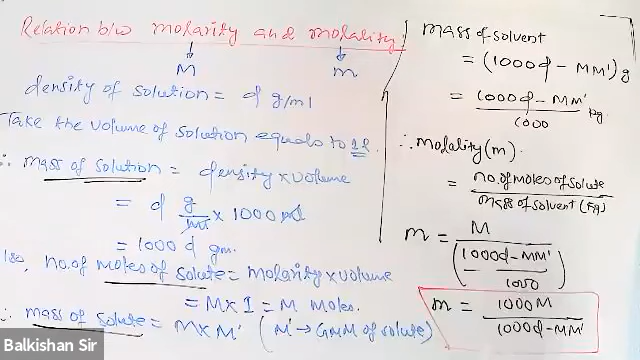 Relation b/w molarity and molality
M m
density of solution = d g/ml
Take the volume of solution equals to 1L
∴ mass of solution = density × volume
= d g/ml × 1000 ml
= 1000 d gm.
lso, no. of moles of solute = molarity × volume
= M × 1 = M moles.
∴ mass of solute = M × M' (M' → GMM of solute)
mass of solvent
= (1000d - MM') g
= 1000d - MM' / 1000 kg
∴ molality (m)
= no. of moles of solute / mass of solvent (kg)
m = M / (1000d - MM' / 1000)
m = 1000M / 1000d - MM'
Balkishan Sir